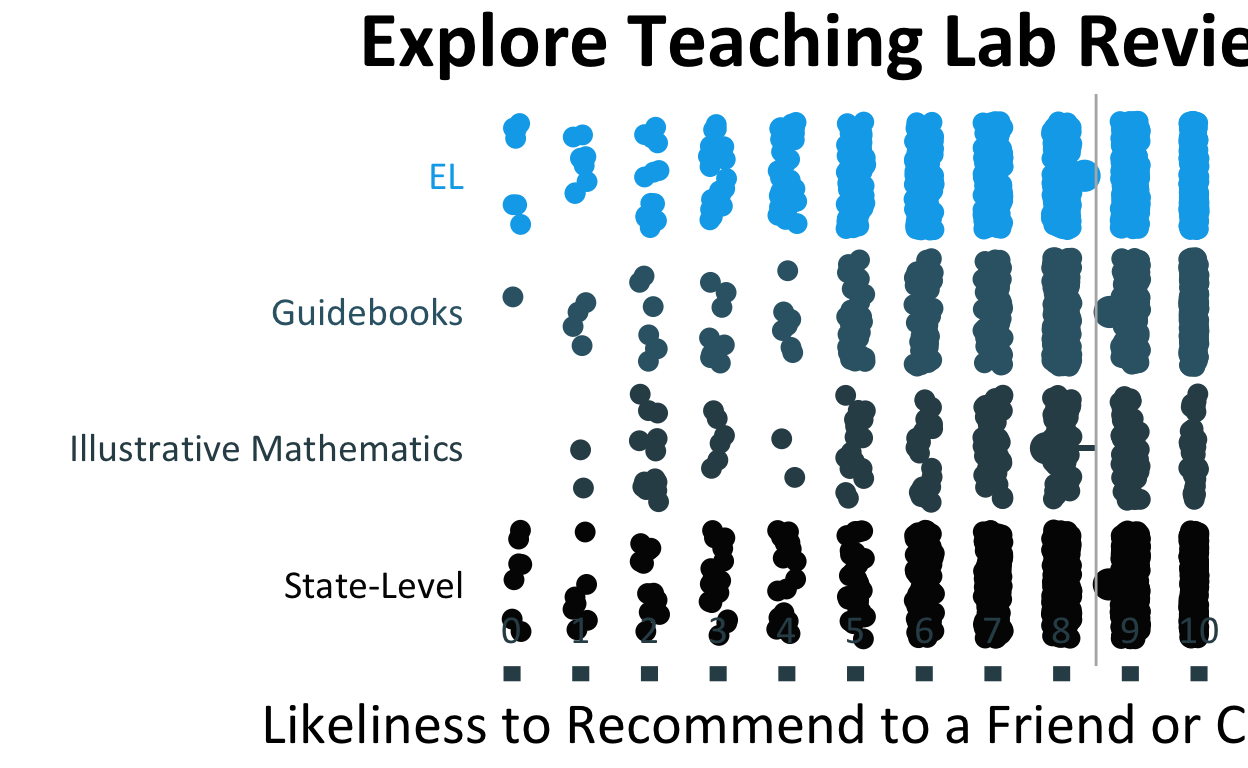 Explore Teaching Lab Revie
EL
Guidebooks
Illustrative Mathematics
State-Level
0 1 2 3 4 5 6 7 8 9 10
Likeliness to Recommend to a Friend or C